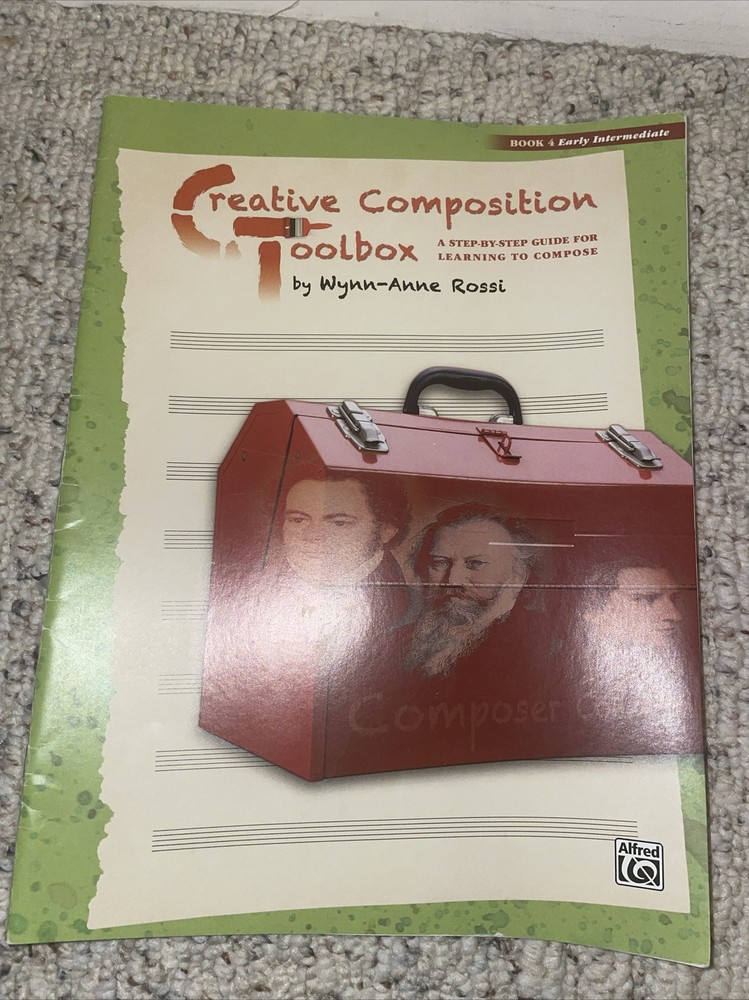 BOOK 4 Early Intermediate
Creative Composition
Toolbox
A STEP-BY-STEP GUIDE FOR
LEARNING TO COMPOSE
by Wynn-Anne Rossi
Composer
Alfred